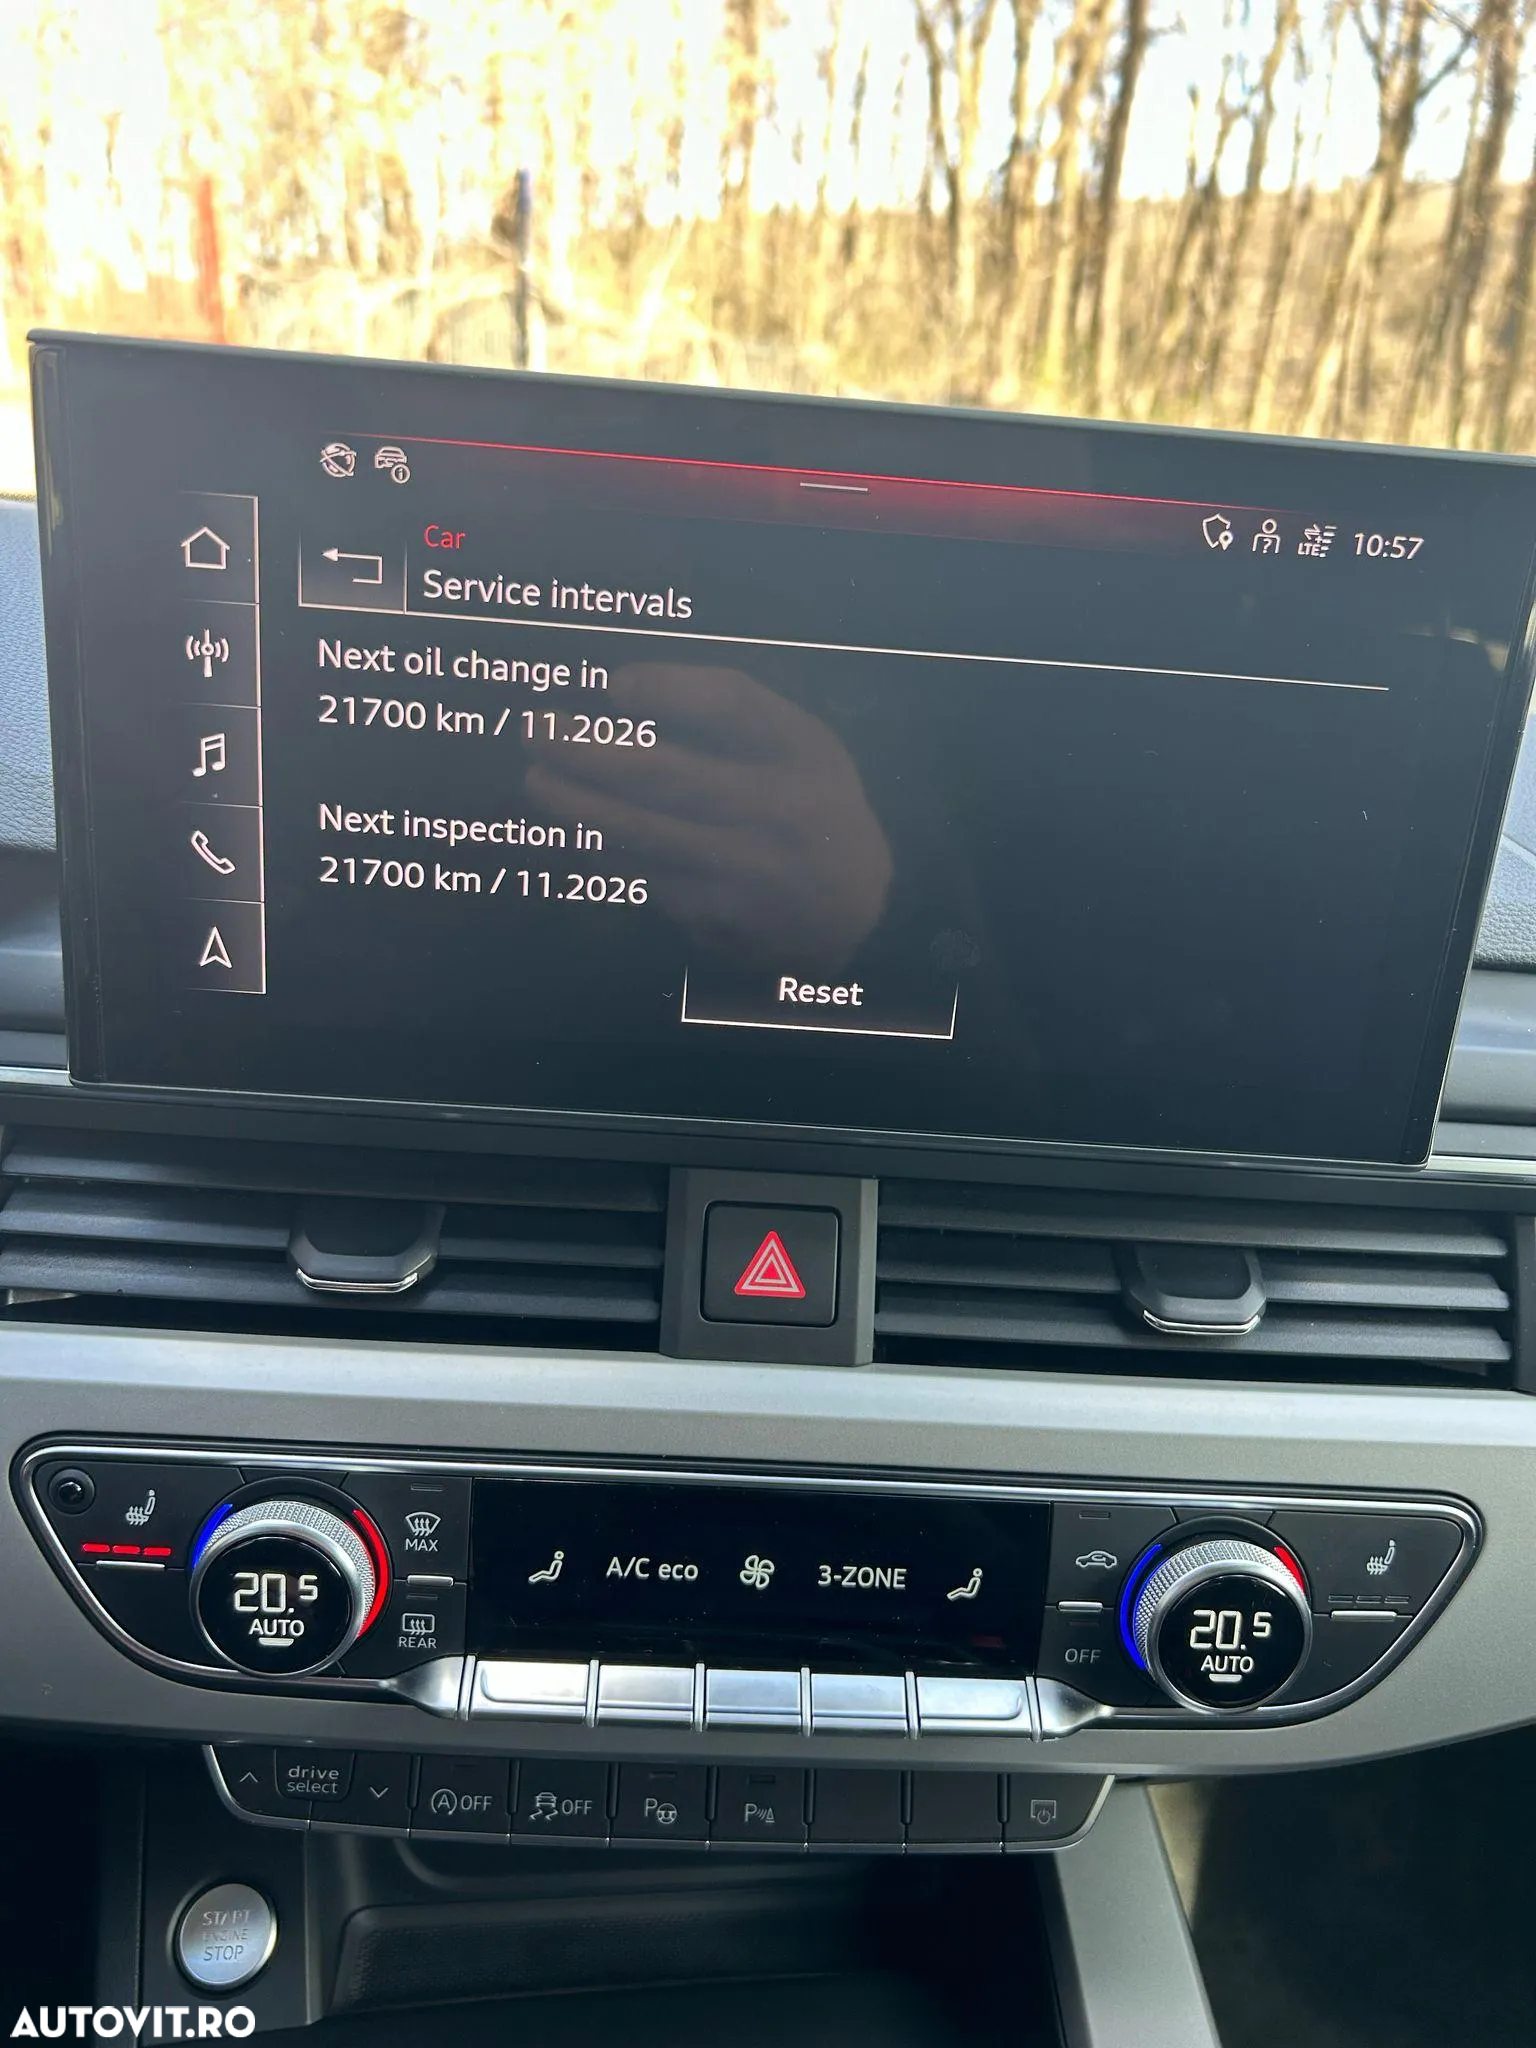 10:57
LTE
Car
Service intervals
Next oil change in
21700 km / 11.2026
Next inspection in
21700 km / 11.2026
Reset
MAX
A/C eco
3-ZONE
20.5
AUTO
REAR
OFF
20.5
AUTO
drive
select
A OFF
OFF
P
P
START
ENGINE
STOP
AUTOVIT.RO